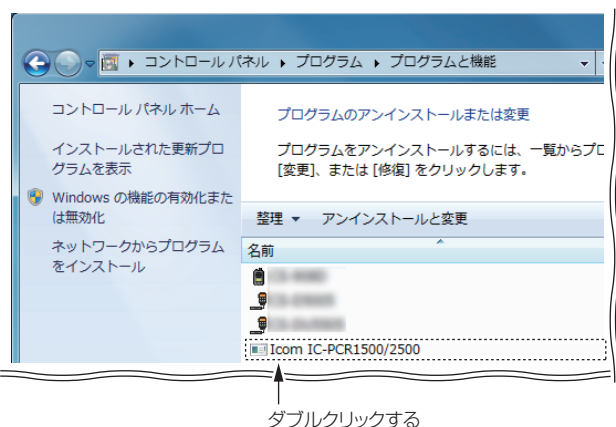 コントロール パネル ▸ プログラム ▸ プログラムと機能
コントロール パネル ホーム
インストールされた更新プロ
グラムを表示
Windows の機能の有効化また
は無効化
ネットワークからプログラム
をインストール
プログラムのアンインストールまたは変更
プログラムをアンインストールするには、一覧からプロ
[変更]、または [修復] をクリックします。
整理 ▼ アンインストールと変更
名前
Icom IC-PCR1500/2500
ダブルクリックする